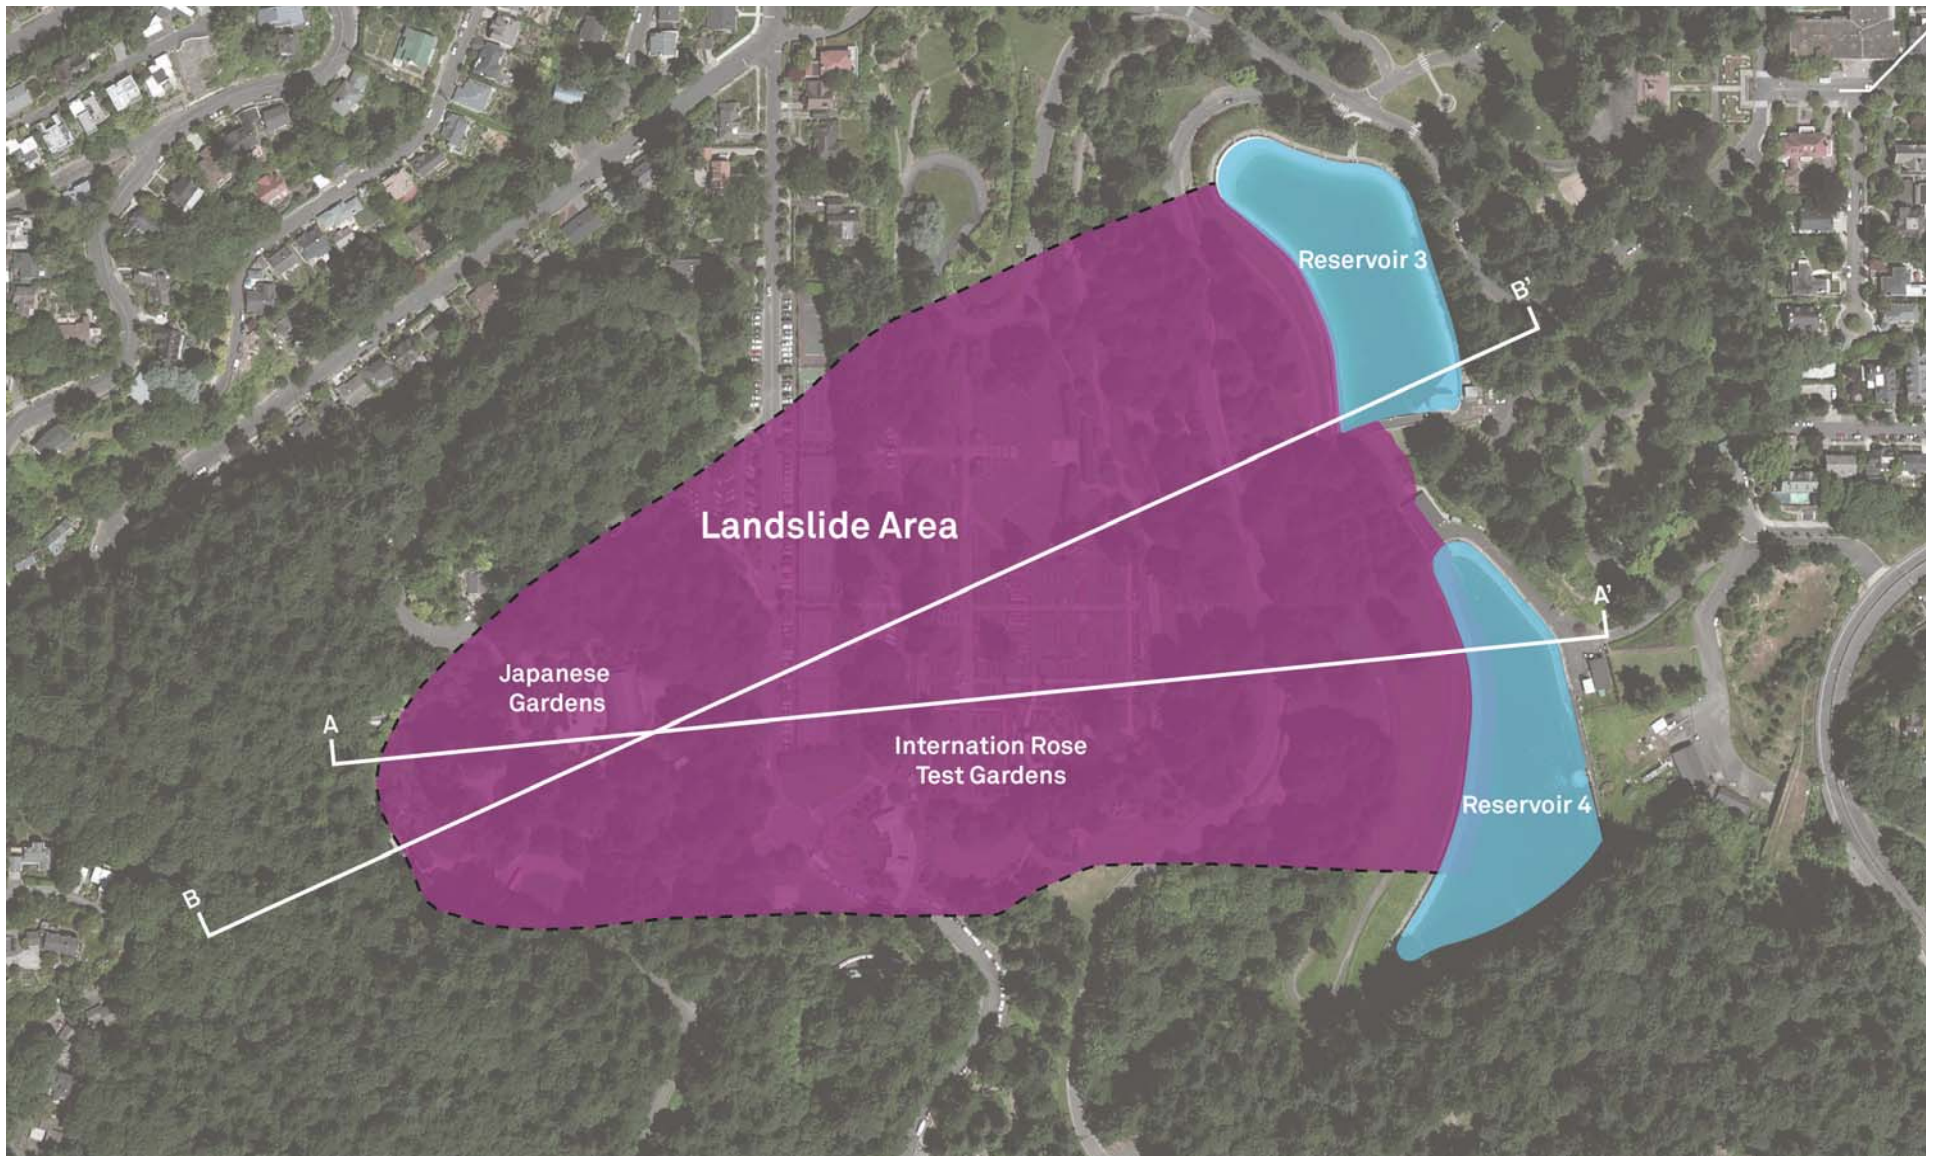 Reservoir 3
B'
Landslide Area
A'
Japanese
Gardens
A
Internation Rose
Test Gardens
Reservoir 4
B